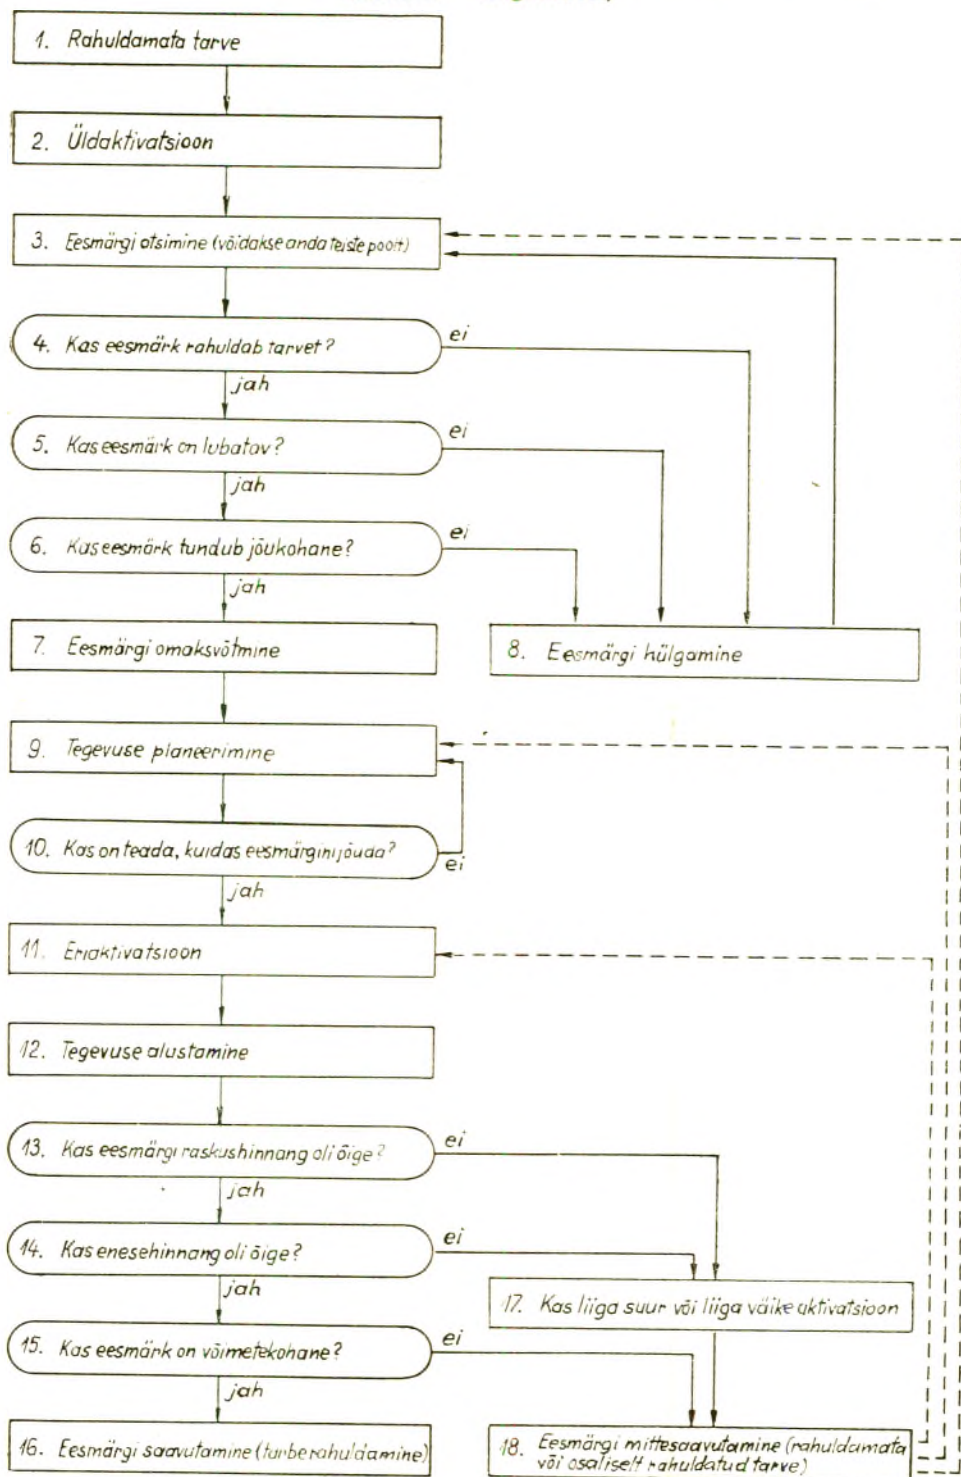 1. Rahuldamata tarve
2. Üldaktivatsioon
3. Eesmärgi otsimine (võidakse anda teiste poolt)
4. Kas eesmärk rahuldab tarvet?
ei
jah
5. Kas eesmärk on lubatav?
ei
jah
6. Kas eesmärk tundub jõukohane?
ei
jah
7. Eesmärgi omaksvõtmine
8. Eesmärgi hülgamine
9. Tegevuse planeerimine
10. Kas on teada, kuidas eesmärgini jõuda?
ei
jah
11. Eriaktivatsioon
12. Tegevuse alustamine
13. Kas eesmärgi raskushinnang oli õige?
ei
jah
14. Kas enesehinnang oli õige?
ei
jah
17. Kas liiga suur või liiga väike aktivatsioon
15. Kas eesmärk on võimetekohane?
ei
jah
16. Eesmärgi saavutamine (turberahuldamine)
18. Eesmärgi mittesaavutamine (rahuldamata
või osaliselt rahuldatud tarve)